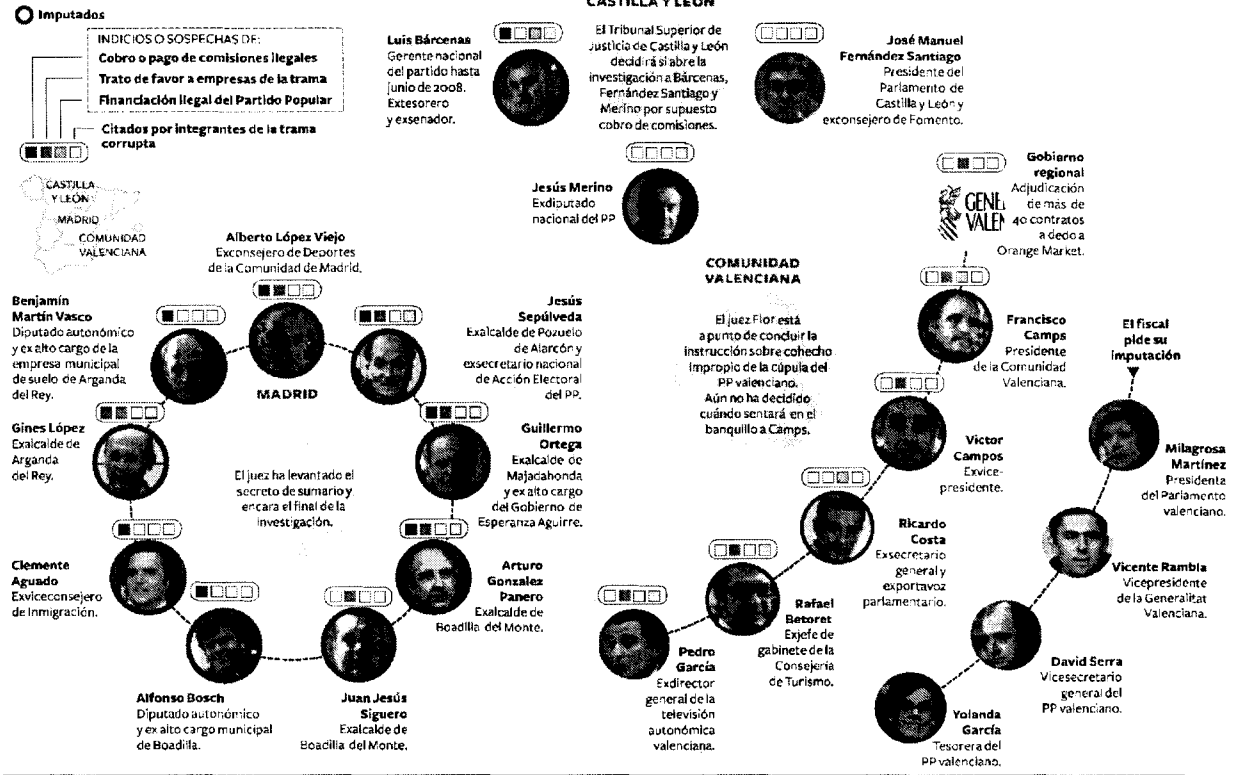 CASTILLA Y LEÓN
Imputados
INDICIOS O SOSPECHAS DE:
Cobro o pago de comisiones ilegales
Trato de favor a empresas de la trama
Financiación ilegal del Partido Popular
Citados por integrantes de la trama
corrupta
CASTILLA
Y LEÓN
MADRID
COMUNIDAD
VALENCIANA
Luis Bárcenas
Gerente nacional
del partido hasta
junio de 2008.
Extesorero
y exsenador.
El Tribunal Superior de
Justicia de Castilla y León
decidirá si abre la
investigación a Bárcenas,
Fernández Santiago y
Merino por supuesto
cobro de comisiones.
José Manuel
Fernández Santiago
Presidente del
Parlamento de
Castilla y León y
exconsejero de Fomento.
Jesús Merino
Exdiputado
nacional del PP
Alberto López Viejo
Exconsejero de Deportes
de la Comunidad de Madrid.
Benjamín
Martín Vasco
Diputado autonómico
y ex alto cargo de la
empresa municipal
de suelo de Arganda
del Rey.
Jesús
Sepúlveda
Exalcalde de Pozuelo
de Alarcón y
exsecretario nacional
de Acción Electoral
del PP.
MADRID
Gines López
Exalcalde de
Arganda
del Rey.
Guillermo
Ortega
Exalcalde de
Majadahonda
y ex alto cargo
del Gobierno de
Esperanza Aguirre.
El juez ha levantado el
secreto de sumario y
encara el final de la
investigación.
Clemente
Aguado
Exviceconsejero
de Inmigración.
Arturo
Gonzalez
Panero
Exalcalde de
Boadilla del Monte.
Alfonso Bosch
Diputado autonómico
y ex alto cargo municipal
de Boadilla.
Juan Jesús
Siguero
Exalcalde de
Boadilla del Monte.
COMUNIDAD
VALENCIANA
El juez Flor está
a punto de concluir la
instrucción sobre cohecho
impropio de la cúpula del
PP valenciano.
Aún no ha decidido
cuándo sentará en el
banquillo a Camps.
Gobierno
regional
Adjudicación
de más de
40 contratos
a dedo a
Orange Market.
GENE
VALEN
Francisco
Camps
Presidente
de la Comunidad
Valenciana.
Victor
Campos
Exvice-
presidente.
Ricardo
Costa
Exsecretario
general y
exportavoz
parlamentario.
Rafael
Betoret
Exjefe de
gabinete de la
Consejería
de Turismo.
Pedro
García
Exdirector
general de la
televisión
autonómica
valenciana.
El fiscal
pide su
imputación
Milagrosa
Martínez
Presidenta
del Parlamento
valenciano.
Vicente Rambla
Vicepresidente
de la Generalitat
Valenciana.
David Serra
Vicesecretario
general del
PP valenciano.
Yolanda
García
Tesorera del
PP valenciano.